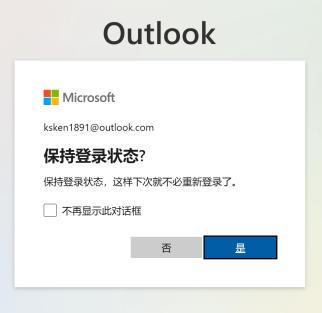 Outlook
Microsoft
ksken1891@outlook.com
保持登录状态?
保持登录状态，这样下次就不必重新登录了。
不再显示此对话框
否
是